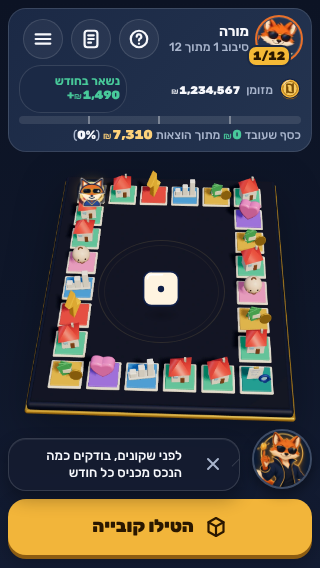 מורה
סיבוב 1 מתוך 12
1/12
מזומן 1,234,567₪
נשאר בחודש
+₪1,490
כסף שעובד ₪0 מתוך הוצאות ₪7,310 (0%)
לפני שקונים, בודקים כמה
הנכס מכניס כל חודש
הטילו קובייה